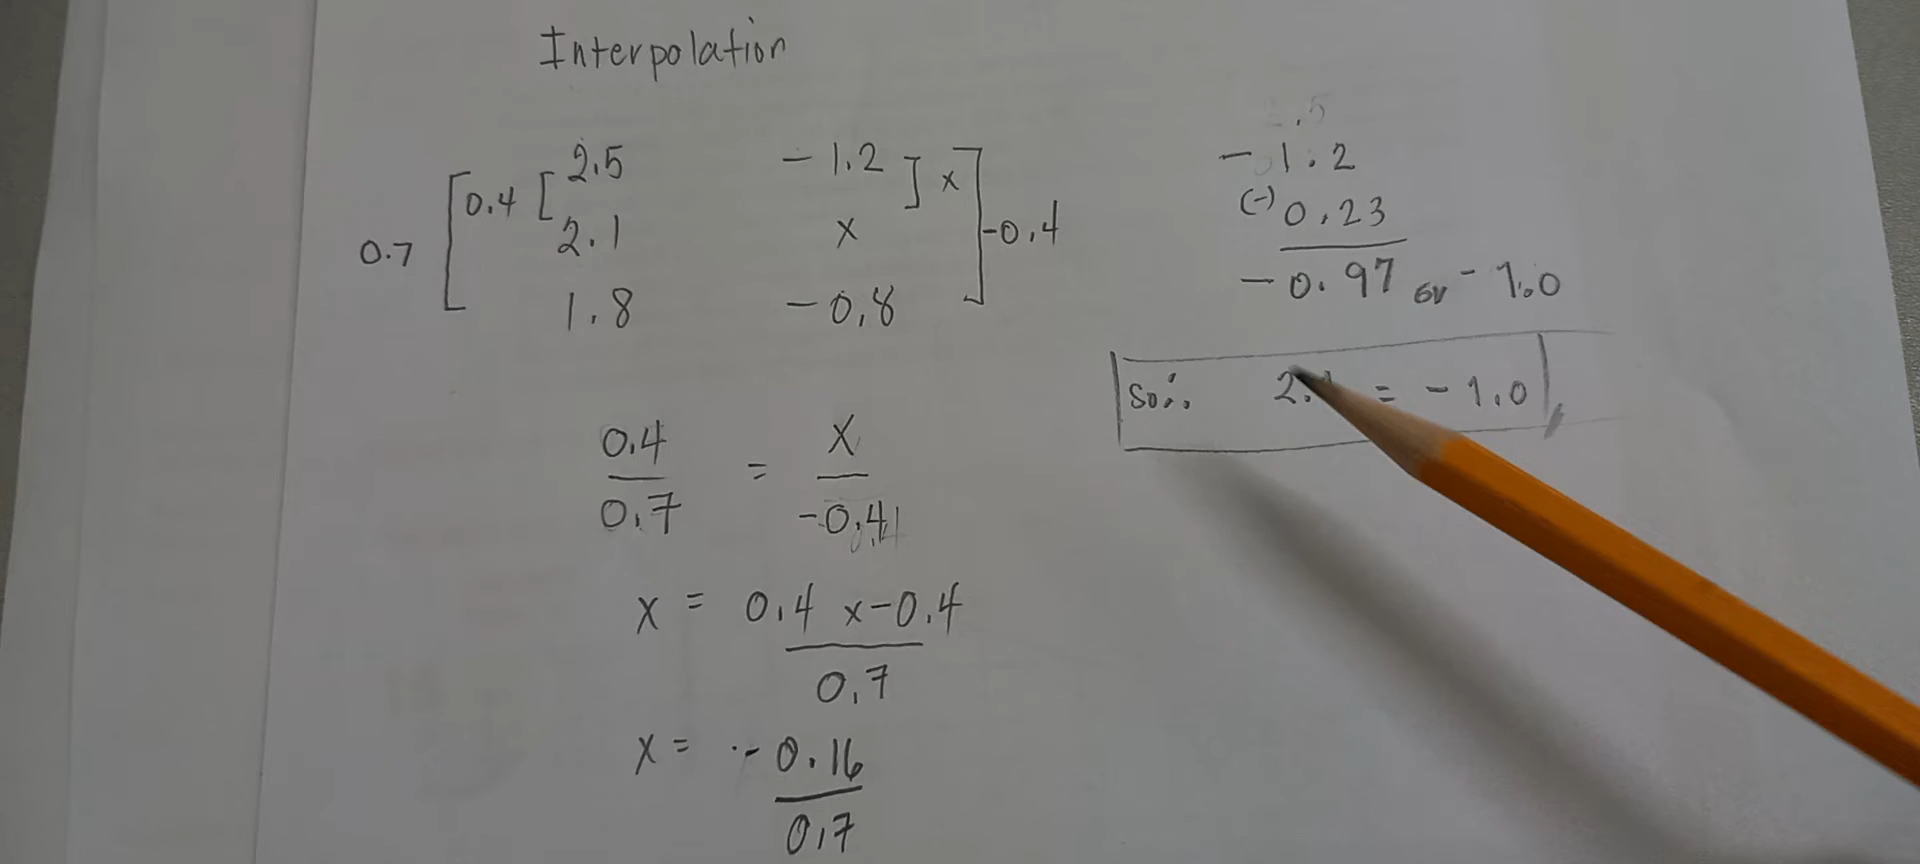 Interpolation
2.5 - 1.2 ] x
0.4 [
0.7 [ 2.1 x ] -0.4
1.8 - 0.8
0.4 = x
0.7 -0.4
x = 0.4 x-0.4
0.7
x = - 0.16
0.7
- 1.2
(-) 0.23
- 0.97 or - 1.0
So: = - 1.0